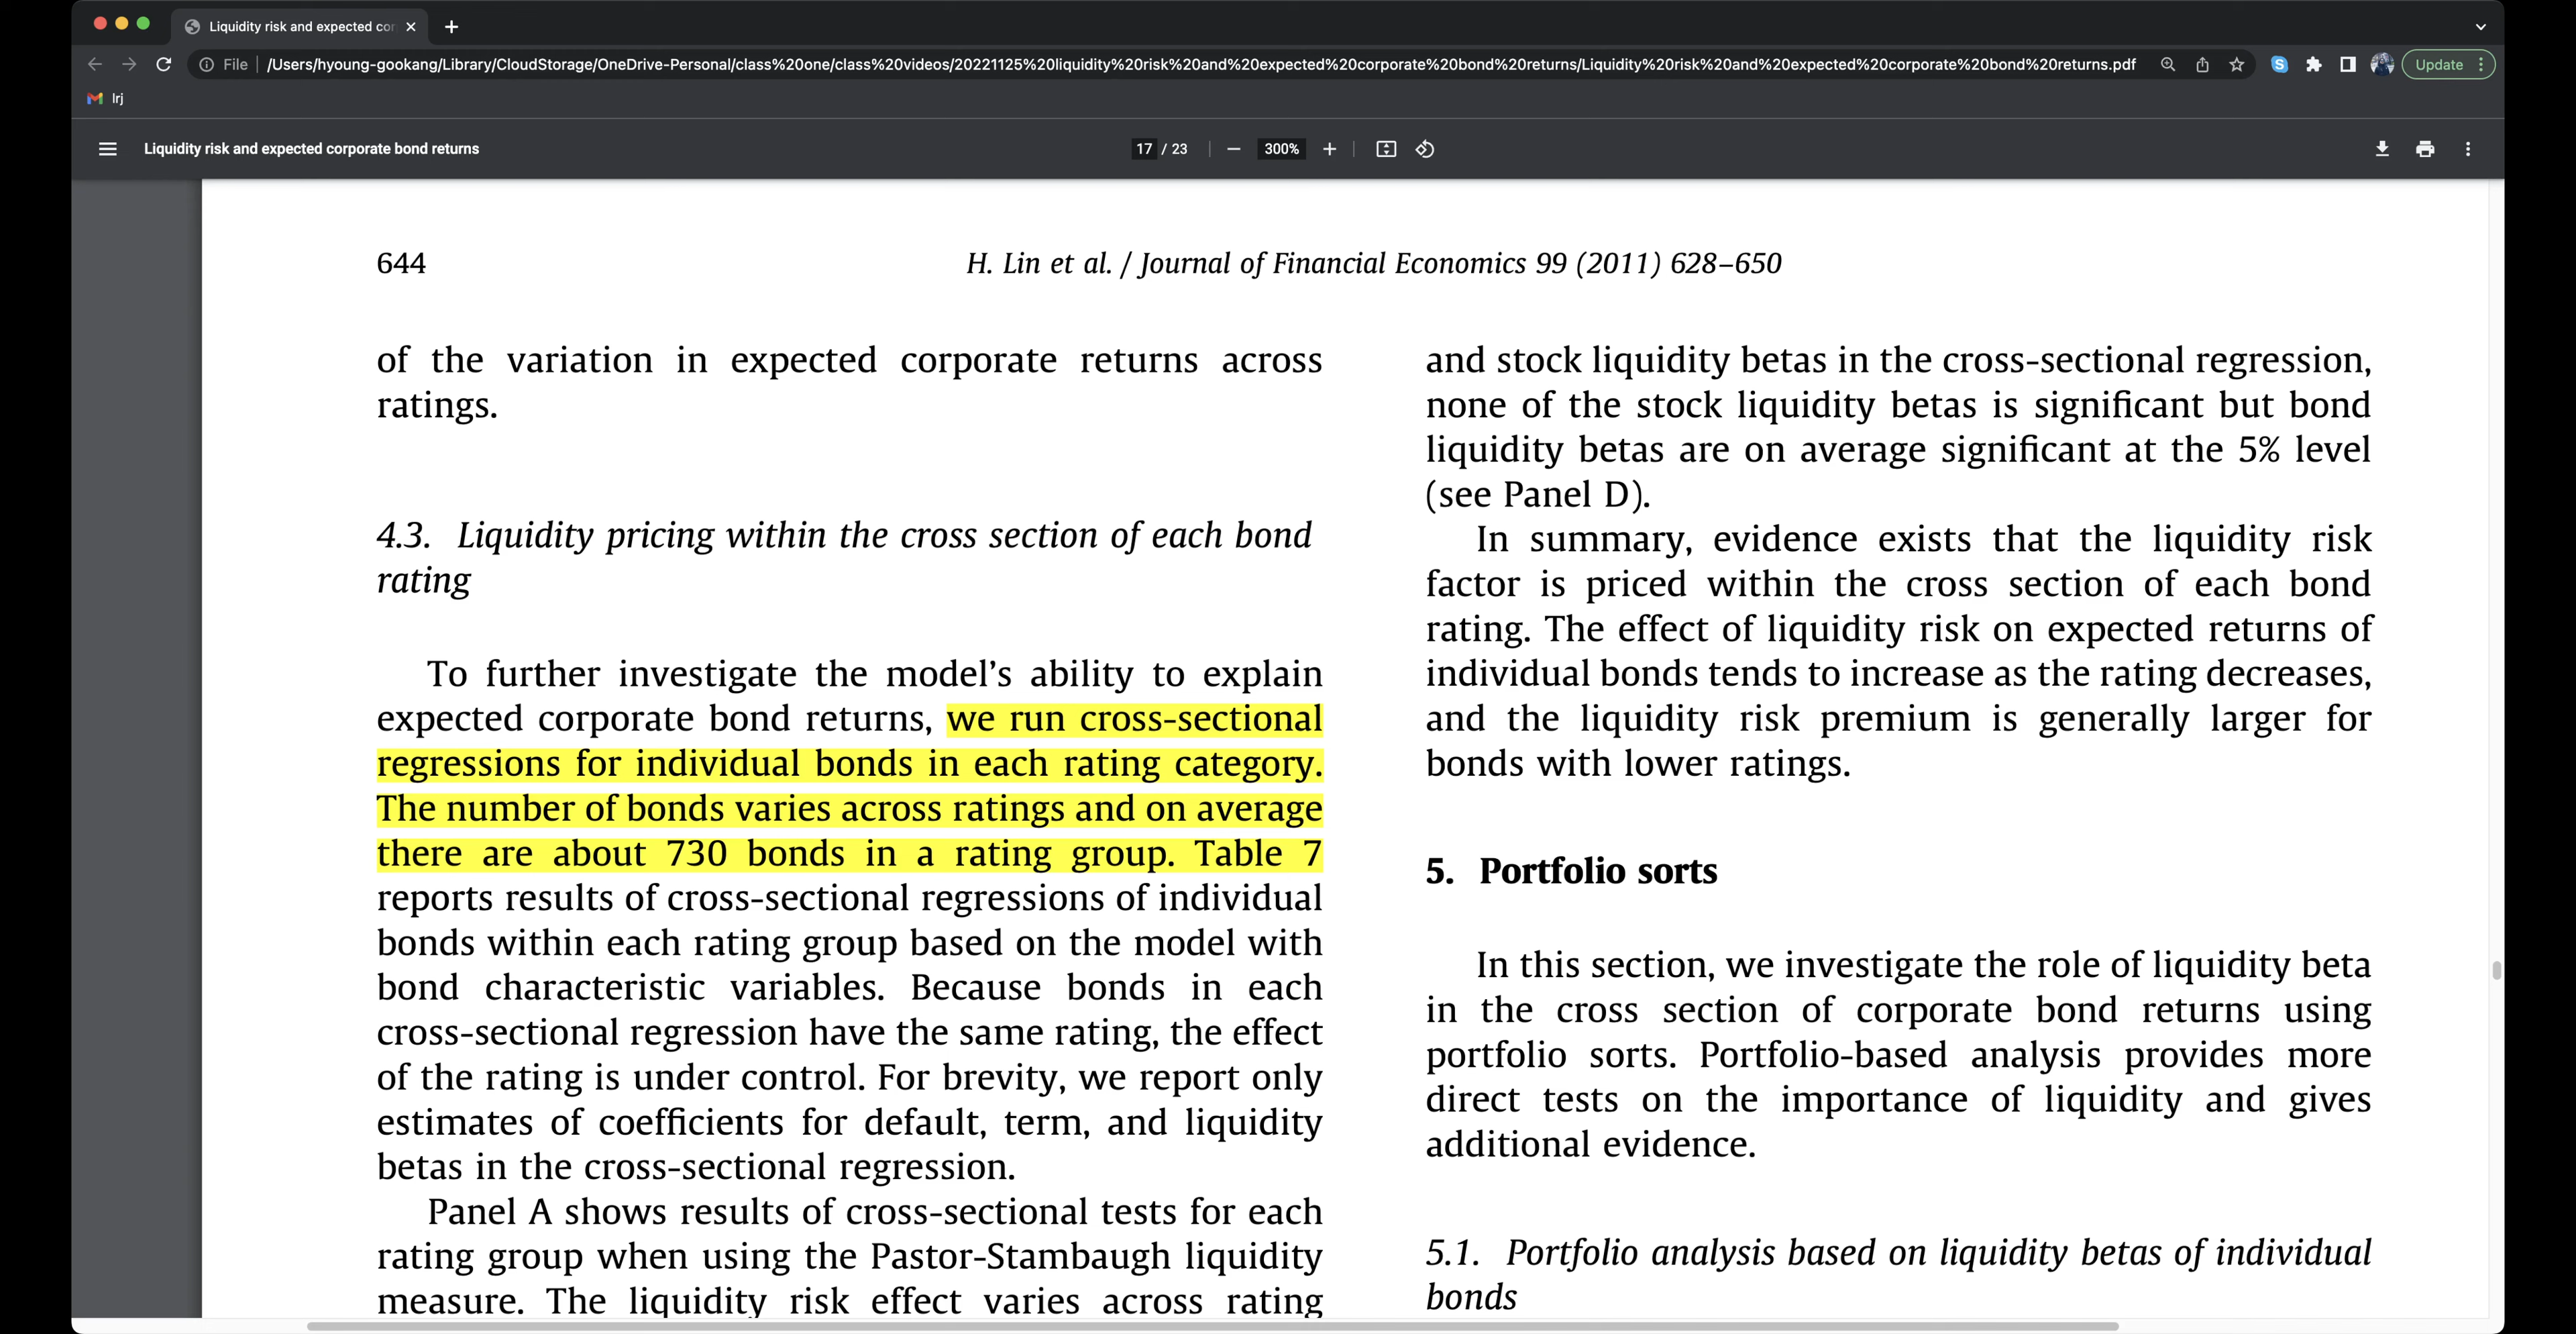 Liquidity risk and expected cor
File
/Users/hyoung-gookang/Library/CloudStorage/OneDrive-Personal/class%20one/class%20videos/20221125%20liquidity%20risk%20and%20expected%20corporate%20bond%20returns/Liquidity%20risk%20and%20expected%20corporate%20bond%20returns.pdf
Update
lrj
Liquidity risk and expected corporate bond returns
17 / 23
300%
644
H. Lin et al. / Journal of Financial Economics 99 (2011) 628–650
of the variation in expected corporate returns across
ratings.
4.3. Liquidity pricing within the cross section of each bond
rating
To further investigate the model’s ability to explain
expected corporate bond returns, we run cross-sectional
regressions for individual bonds in each rating category.
The number of bonds varies across ratings and on average
there are about 730 bonds in a rating group. Table 7
reports results of cross-sectional regressions of individual
bonds within each rating group based on the model with
bond characteristic variables. Because bonds in each
cross-sectional regression have the same rating, the effect
of the rating is under control. For brevity, we report only
estimates of coefficients for default, term, and liquidity
betas in the cross-sectional regression.
Panel A shows results of cross-sectional tests for each
rating group when using the Pastor-Stambaugh liquidity
measure. The liquidity risk effect varies across rating
and stock liquidity betas in the cross-sectional regression,
none of the stock liquidity betas is significant but bond
liquidity betas are on average significant at the 5% level
(see Panel D).
In summary, evidence exists that the liquidity risk
factor is priced within the cross section of each bond
rating. The effect of liquidity risk on expected returns of
individual bonds tends to increase as the rating decreases,
and the liquidity risk premium is generally larger for
bonds with lower ratings.
5. Portfolio sorts
In this section, we investigate the role of liquidity beta
in the cross section of corporate bond returns using
portfolio sorts. Portfolio-based analysis provides more
direct tests on the importance of liquidity and gives
additional evidence.
5.1. Portfolio analysis based on liquidity betas of individual
bonds